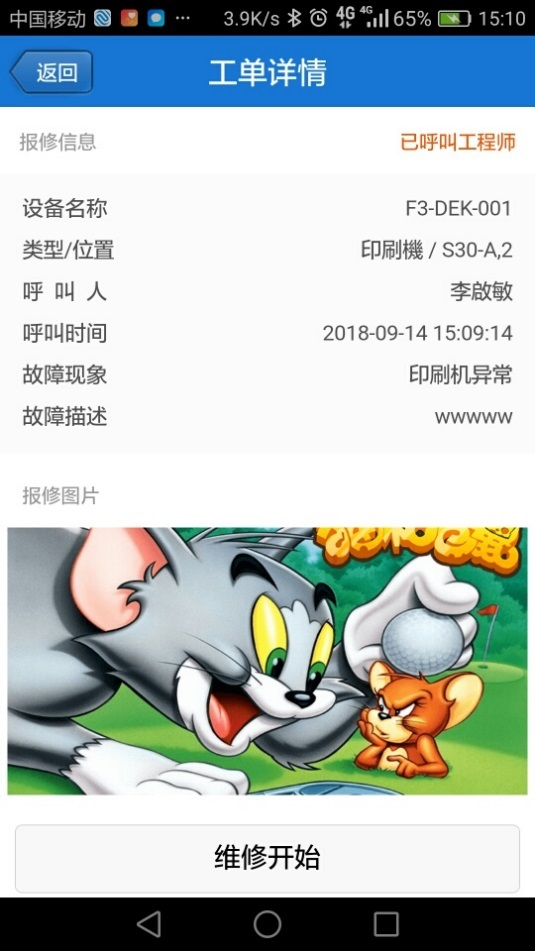 中国移动 ··· 3.9K/s 4G 4G 65% 15:10
返回 工单详情
报修信息 已呼叫工程师
设备名称 F3-DEK-001
类型/位置 印刷機 / S30-A,2
呼 叫 人 李啟敏
呼叫时间 2018-09-14 15:09:14
故障现象 印刷机异常
故障描述 wwwww
报修图片
维修开始